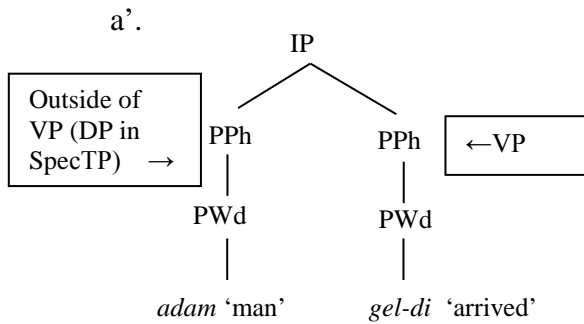 a’.
IP
Outside of
VP (DP in
SpecTP) →
PPh PPh ←VP
PWd PWd
adam ‘man’ gel-di ‘arrived’